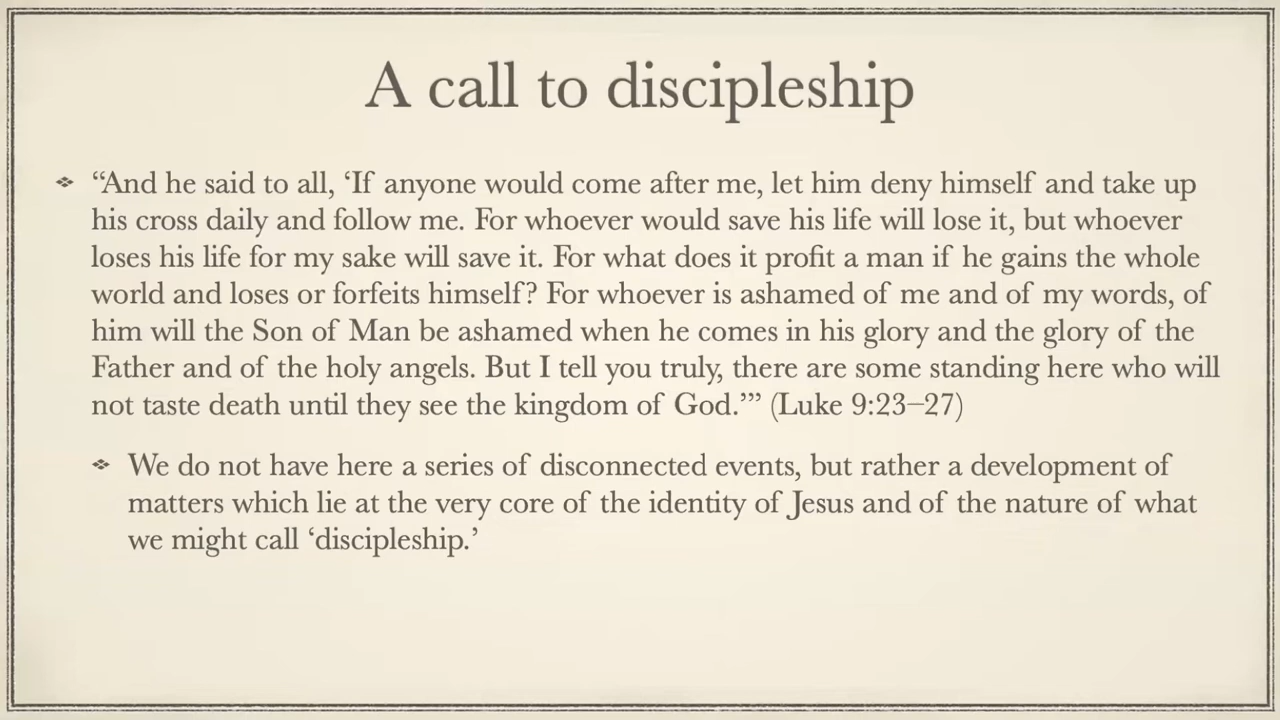 A call to discipleship
“And he said to all, ‘If anyone would come after me, let him deny himself and take up
his cross daily and follow me. For whoever would save his life will lose it, but whoever
loses his life for my sake will save it. For what does it profit a man if he gains the whole
world and loses or forfeits himself? For whoever is ashamed of me and of my words, of
him will the Son of Man be ashamed when he comes in his glory and the glory of the
Father and of the holy angels. But I tell you truly, there are some standing here who will
not taste death until they see the kingdom of God.’” (Luke 9:23–27)
We do not have here a series of disconnected events, but rather a development of
matters which lie at the very core of the identity of Jesus and of the nature of what
we might call ‘discipleship.’